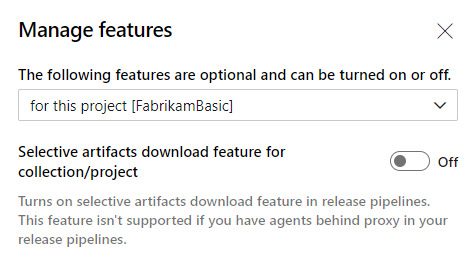 Manage features
The following features are optional and can be turned on or off.
for this project [FabrikamBasic]
Selective artifacts download feature for
collection/project
Off
Turns on selective artifacts download feature in release pipelines.
This feature isn't supported if you have agents behind proxy in your
release pipelines.